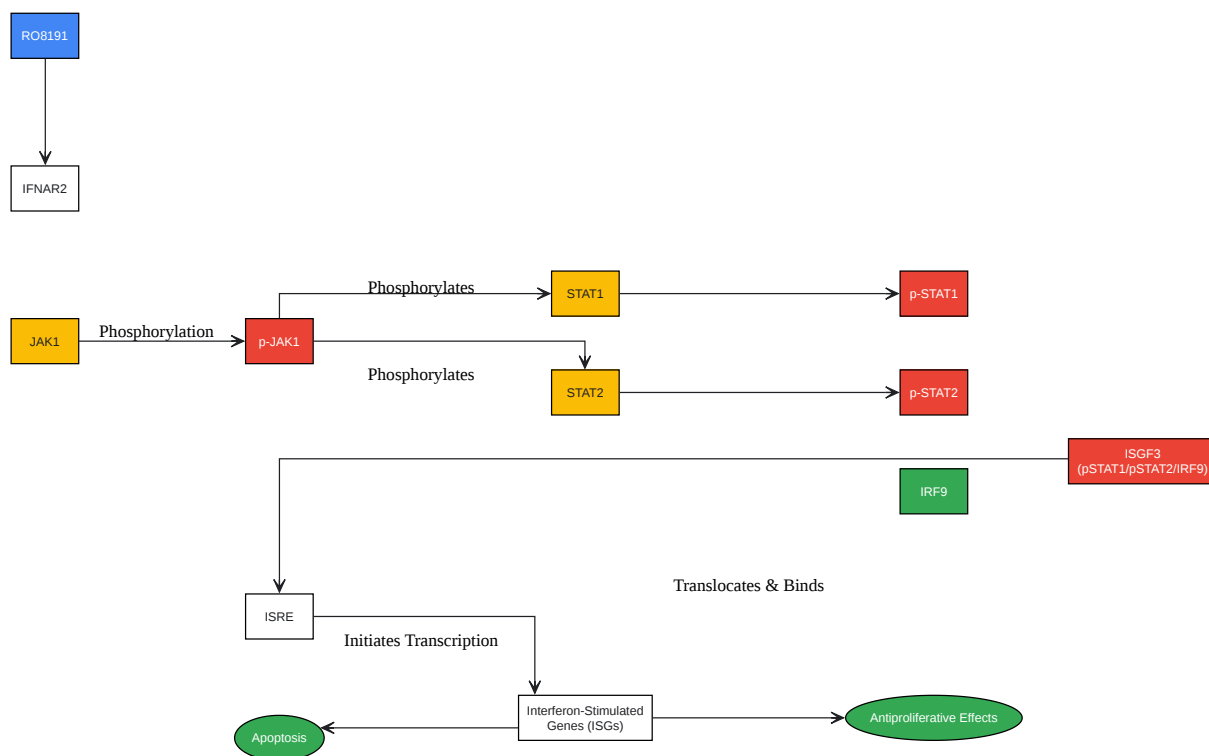 RO8191
IFNAR2
Phosphorylates
STAT1
p-STAT1
JAK1
Phosphorylation
p-JAK1
Phosphorylates
STAT2
p-STAT2
ISGF3
(pSTAT1/pSTAT2/IRF9)
IRF9
Translocates & Binds
ISRE
Initiates Transcription
Interferon-Stimulated
Genes (ISGs)
Antiproliferative Effects
Apoptosis